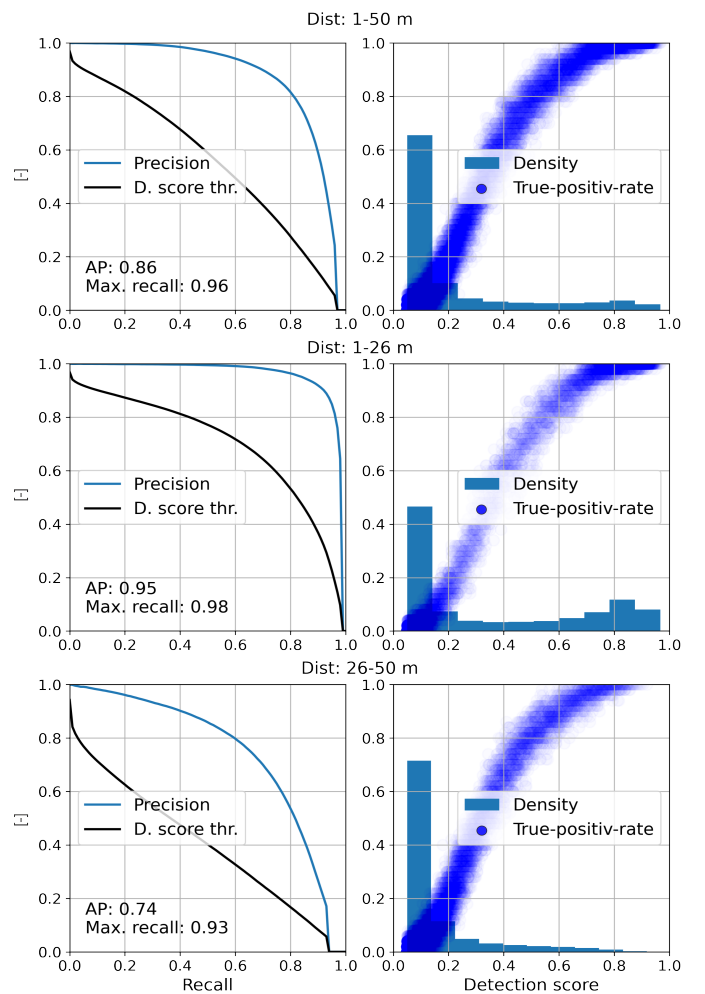 Dist: 1-50 m
1.0
0.8
0.6
0.4
0.2
0.0
[-]
Precision
D. score thr.
AP: 0.86
Max. recall: 0.96
0.0 0.2 0.4 0.6 0.8 1.0
1.0
0.8
0.6
0.4
0.2
0.0
Density
True-positiv-rate
0.0 0.2 0.4 0.6 0.8 1.0
Dist: 1-26 m
1.0
0.8
0.6
0.4
0.2
0.0
[-]
Precision
D. score thr.
AP: 0.95
Max. recall: 0.98
0.0 0.2 0.4 0.6 0.8 1.0
1.0
0.8
0.6
0.4
0.2
0.0
Density
True-positiv-rate
0.0 0.2 0.4 0.6 0.8 1.0
Dist: 26-50 m
1.0
0.8
0.6
0.4
0.2
0.0
[-]
Precision
D. score thr.
AP: 0.74
Max. recall: 0.93
0.0 0.2 0.4 0.6 0.8 1.0
Recall
1.0
0.8
0.6
0.4
0.2
0.0
Density
True-positiv-rate
0.0 0.2 0.4 0.6 0.8 1.0
Detection score